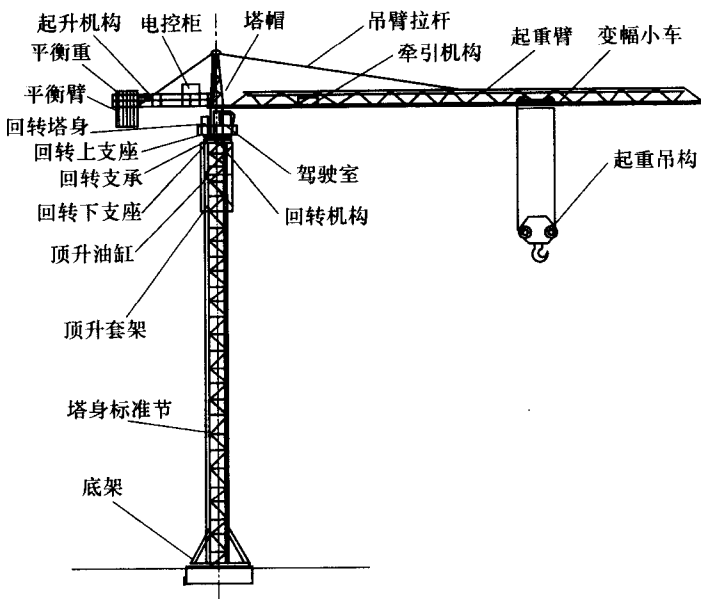 起升机构
电控柜
塔帽
吊臂拉杆
牵引机构
起重臂
变幅小车
平衡重
平衡臂
回转塔身
回转上支座
回转支承
回转下支座
顶升油缸
驾驶室
回转机构
起重吊构
顶升套架
塔身标准节
底架